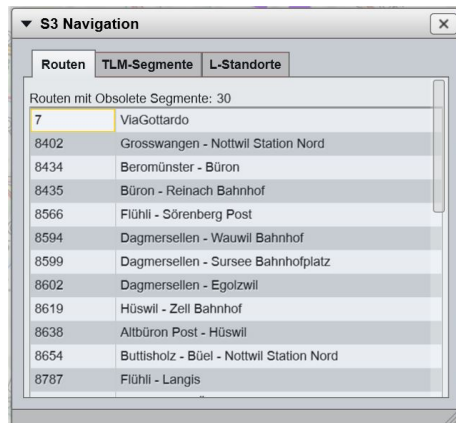 S3 Navigation
Routen TLM-Segmente L-Standorte
Routen mit Obsolete Segmente: 30
7 ViaGottardo
8402 Grosswangen - Nottwil Station Nord
8434 Beromünster - Büron
8435 Büron - Reinach Bahnhof
8566 Flühli - Sörenberg Post
8594 Dagmersellen - Wauwil Bahnhof
8599 Dagmersellen - Sursee Bahnhofplatz
8602 Dagmersellen - Egolzwil
8619 Hüswil - Zell Bahnhof
8638 Altbüron Post - Hüswil
8654 Buttisholz - Büel - Nottwil Station Nord
8787 Flühli - Langis